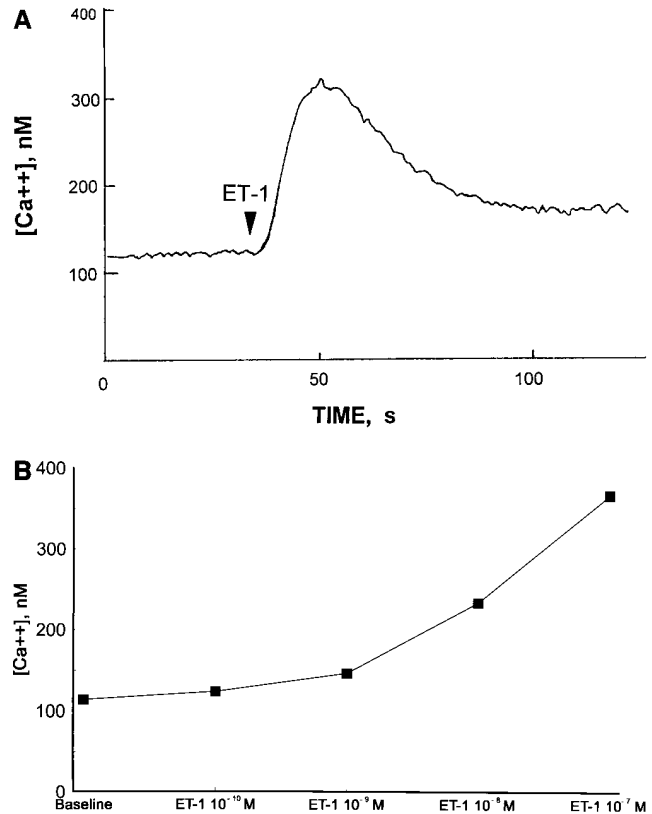 A
400
300
200
100
[Ca++], nM
ET-1
0
50
100
TIME, s
B
400
300
200
100
0
[Ca++], nM
Baseline
ET-1 10⁻¹⁰ M
ET-1 10⁻⁹ M
ET-1 10⁻⁸ M
ET-1 10⁻⁷ M